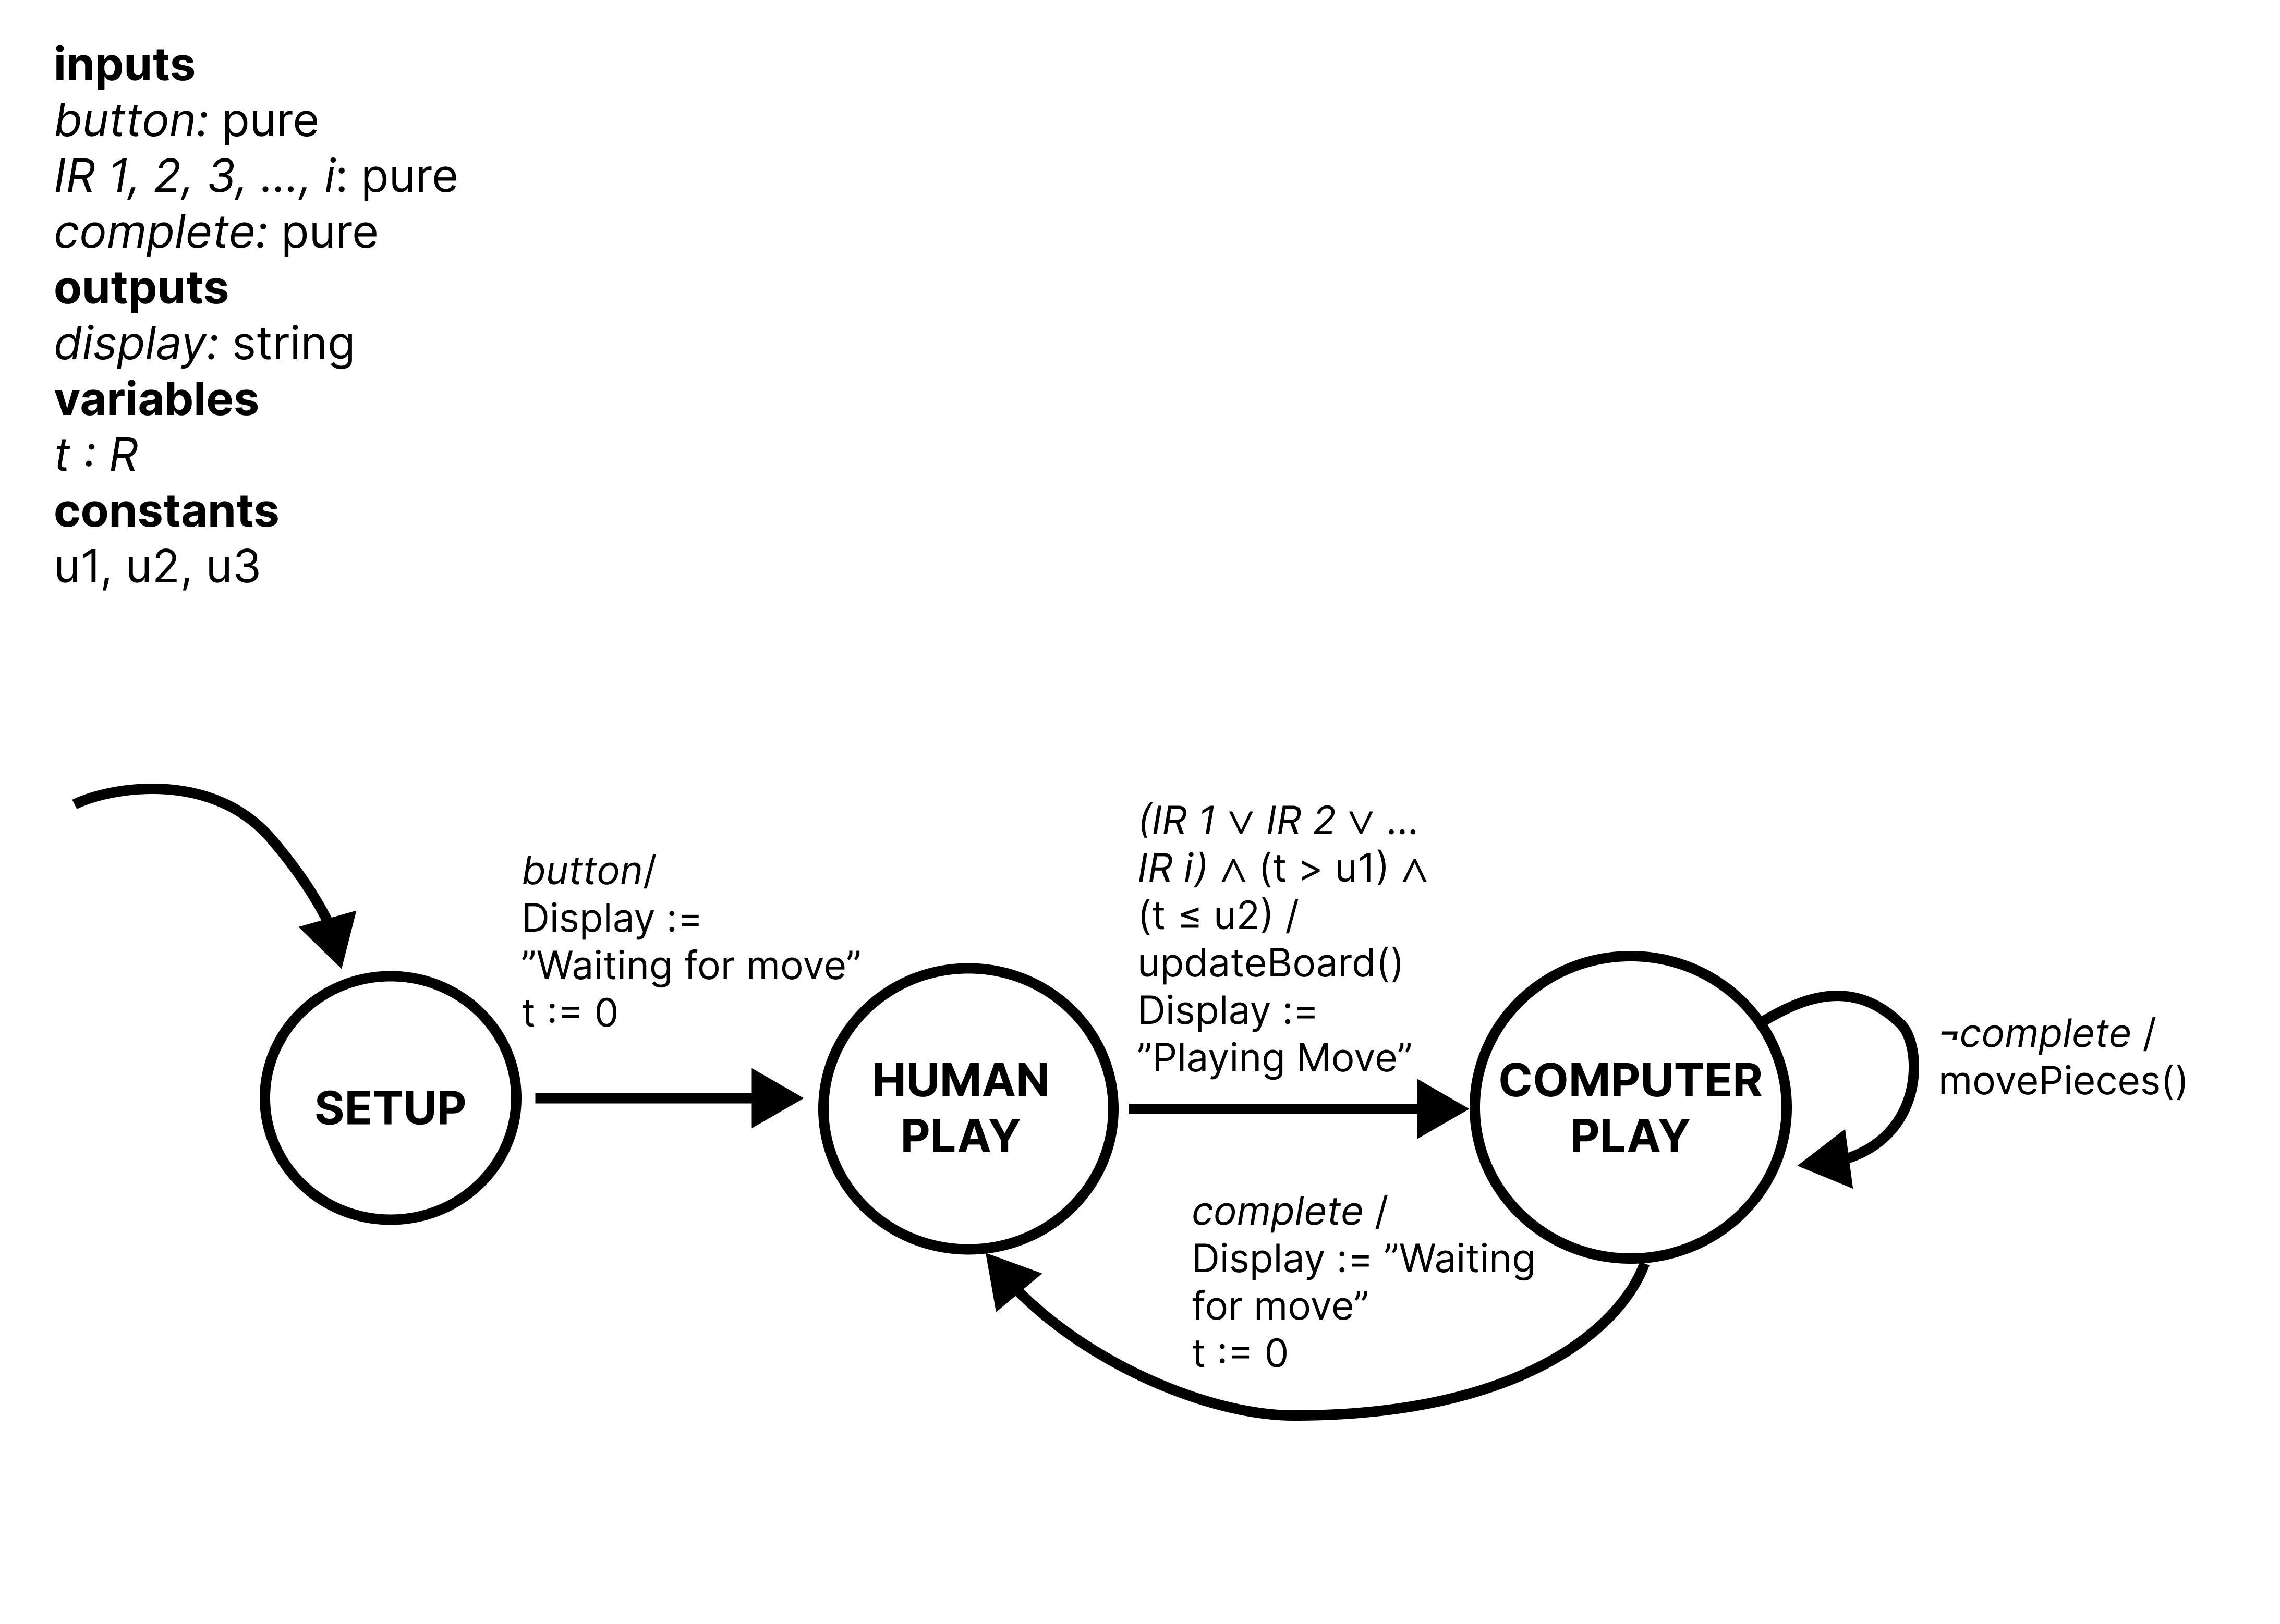 inputs
button: pure
IR 1, 2, 3, ..., i: pure
complete: pure
outputs
display: string
variables
t : R
constants
u1, u2, u3
button/
Display :=
”Waiting for move”
t := 0
(IR 1 ∨ IR 2 ∨ ...
IR i) ∧ (t > u1) ∧
(t ≤ u2) /
updateBoard()
Display :=
”Playing Move”
SETUP
HUMAN
PLAY
COMPUTER
PLAY
¬complete /
movePieces()
complete /
Display := ”Waiting
for move”
t := 0